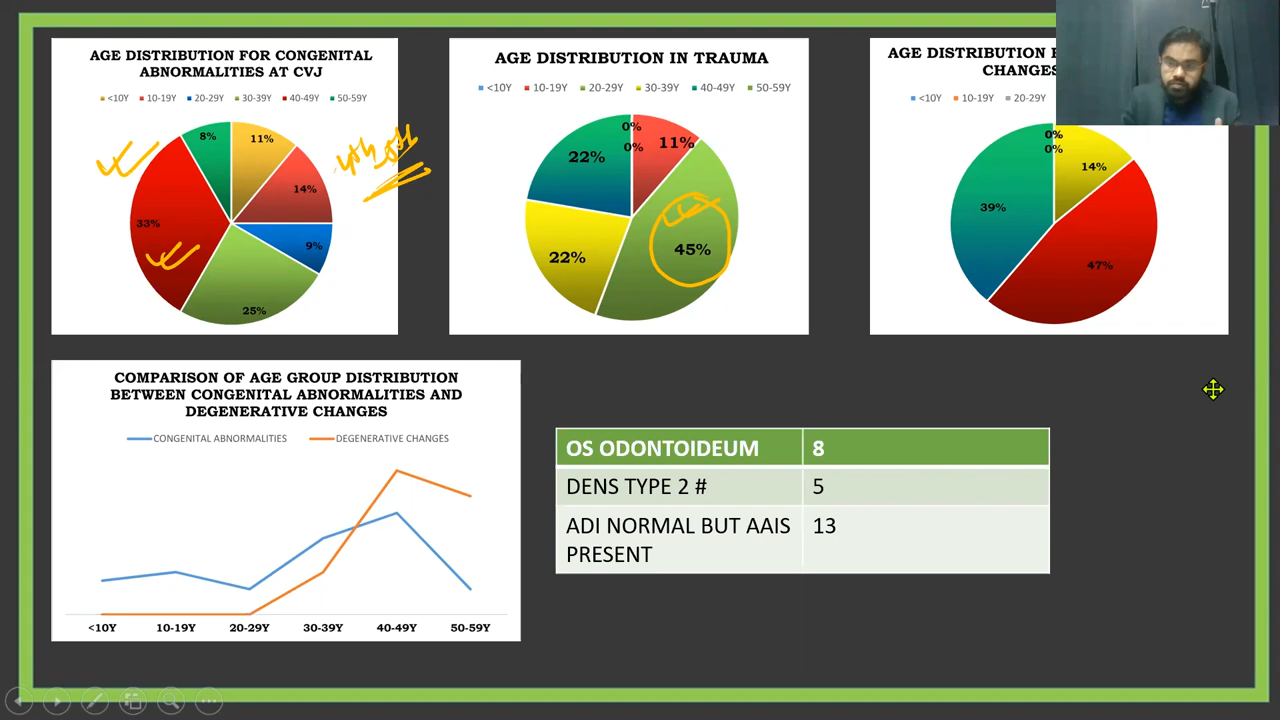 AGE DISTRIBUTION FOR CONGENITAL
ABNORMALITIES AT CVJ
<10Y 10-19Y 20-29Y 30-39Y 40-49Y 50-59Y
8%
11%
14%
33%
9%
25%
4th 5th
AGE DISTRIBUTION IN TRAUMA
<10Y 10-19Y 20-29Y 30-39Y 40-49Y 50-59Y
0%
0%
11%
22%
45%
22%
AGE DISTRIBUTION
CHANGES
<10Y 10-19Y 20-29Y
0%
0%
14%
39%
47%
COMPARISON OF AGE GROUP DISTRIBUTION
BETWEEN CONGENITAL ABNORMALITIES AND
DEGENERATIVE CHANGES
CONGENITAL ABNORMALITIES DEGENERATIVE CHANGES
<10Y 10-19Y 20-29Y 30-39Y 40-49Y 50-59Y
OS ODONTOIDEUM 8
DENS TYPE 2 # 5
ADI NORMAL BUT AAIS 13
PRESENT